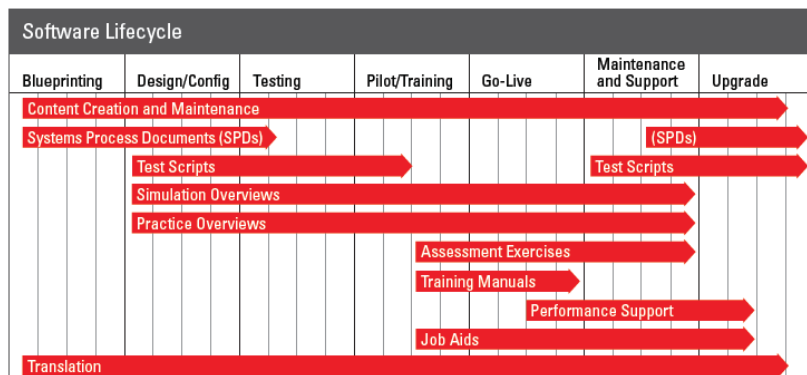 Software Lifecycle
Blueprinting Design/Config Testing Pilot/Training Go-Live Maintenance and Support Upgrade
Content Creation and Maintenance
Systems Process Documents (SPDs) (SPDs)
Test Scripts Test Scripts
Simulation Overviews
Practice Overviews
Assessment Exercises
Training Manuals
Performance Support
Job Aids
Translation